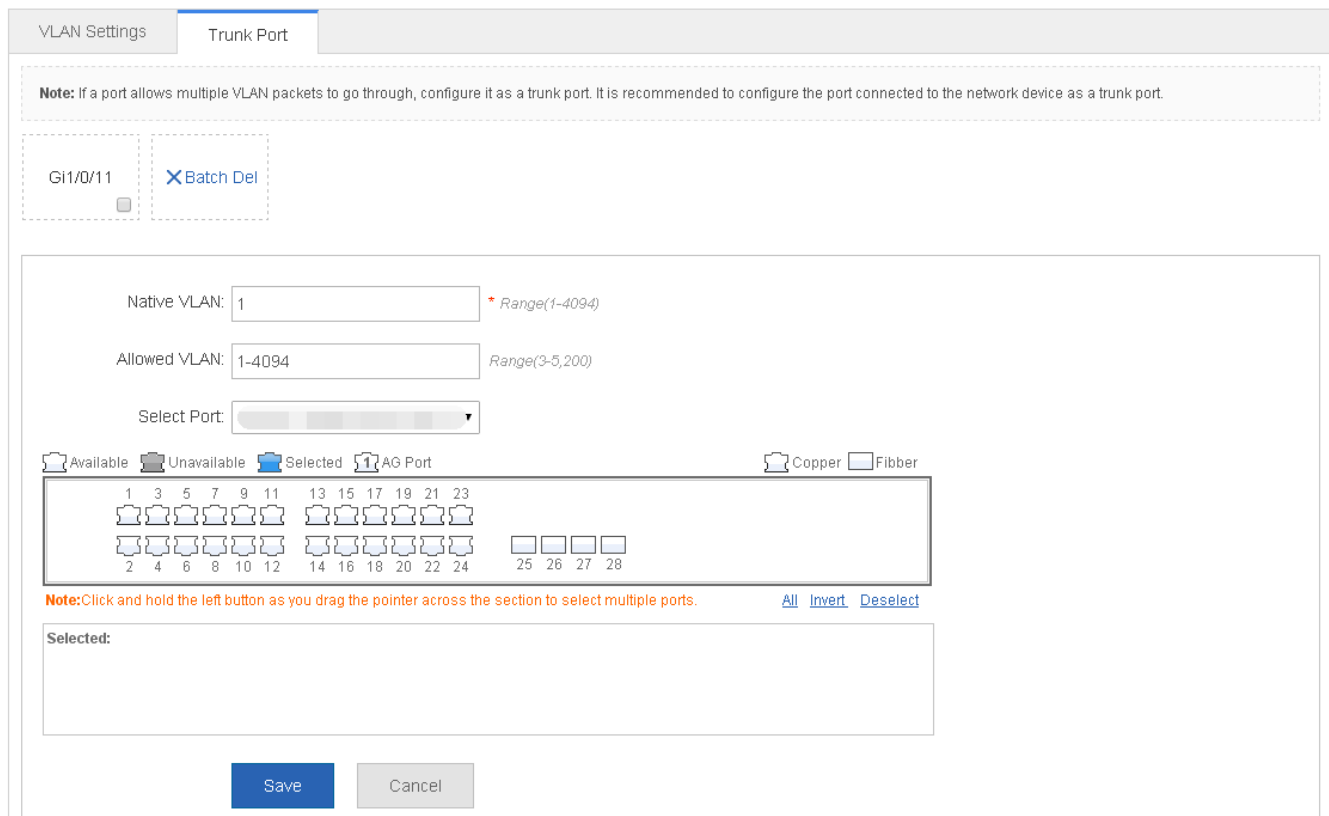 VLAN Settings Trunk Port
Note: If a port allows multiple VLAN packets to go through, configure it as a trunk port. It is recommended to configure the port connected to the network device as a trunk port.
Gi1/0/11 Batch Del
Native VLAN: 1 * Range(1-4094)
Allowed VLAN: 1-4094 Range(3-5,200)
Select Port:
Available Unavailable Selected 1 AG Port Copper Fibber
1 3 5 7 9 11 13 15 17 19 21 23
2 4 6 8 10 12 14 16 18 20 22 24 25 26 27 28
Note:Click and hold the left button as you drag the pointer across the section to select multiple ports. All Invert Deselect
Selected:
Save Cancel